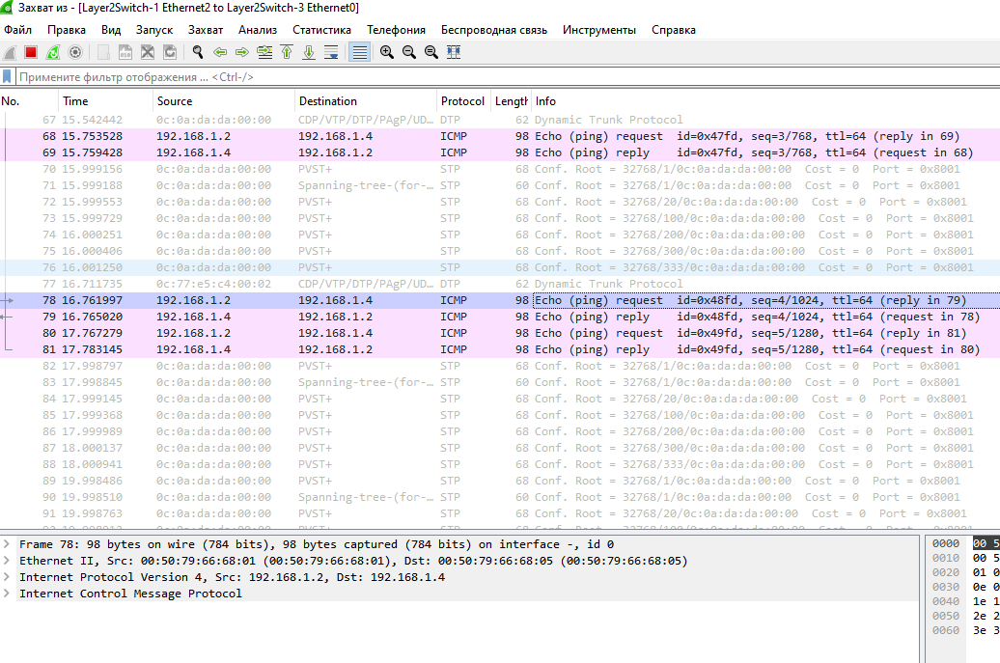 Захват из - [Layer2Switch-1 Ethernet2 to Layer2Switch-3 Ethernet0]
Файл Правка Вид Запуск Захват Анализ Статистика Телефония Беспроводная связь Инструменты Справка
Примените фильтр отображения ... <Ctrl-/>
No. Time Source Destination Protocol Length Info
67 15.542442 0c:0a:da:da:00:00 CDP/VTP/DTP/PAgP/UD… DTP 62 Dynamic Trunk Protocol
68 15.753528 192.168.1.2 192.168.1.4 ICMP 98 Echo (ping) request id=0x47fd, seq=3/768, ttl=64 (reply in 69)
69 15.759428 192.168.1.4 192.168.1.2 ICMP 98 Echo (ping) reply id=0x47fd, seq=3/768, ttl=64 (request in 68)
70 15.999156 0c:0a:da:da:00:00 PVST+ STP 68 Conf. Root = 32768/1/0c:0a:da:da:00:00 Cost = 0 Port = 0x8001
71 15.999188 0c:0a:da:da:00:00 Spanning-tree-(for-… STP 60 Conf. Root = 32768/1/0c:0a:da:da:00:00 Cost = 0 Port = 0x8001
72 15.999553 0c:0a:da:da:00:00 PVST+ STP 68 Conf. Root = 32768/20/0c:0a:da:da:00:00 Cost = 0 Port = 0x8001
73 15.999729 0c:0a:da:da:00:00 PVST+ STP 68 Conf. Root = 32768/100/0c:0a:da:da:00:00 Cost = 0 Port = 0x8001
74 16.000251 0c:0a:da:da:00:00 PVST+ STP 68 Conf. Root = 32768/200/0c:0a:da:da:00:00 Cost = 0 Port = 0x8001
75 16.000406 0c:0a:da:da:00:00 PVST+ STP 68 Conf. Root = 32768/300/0c:0a:da:da:00:00 Cost = 0 Port = 0x8001
76 16.001250 0c:0a:da:da:00:00 PVST+ STP 68 Conf. Root = 32768/333/0c:0a:da:da:00:00 Cost = 0 Port = 0x8001
77 16.711735 0c:77:e5:c4:00:02 CDP/VTP/DTP/PAgP/UD… DTP 62 Dynamic Trunk Protocol
78 16.761997 192.168.1.2 192.168.1.4 ICMP 98 Echo (ping) request id=0x48fd, seq=4/1024, ttl=64 (reply in 79)
79 16.765020 192.168.1.4 192.168.1.2 ICMP 98 Echo (ping) reply id=0x48fd, seq=4/1024, ttl=64 (request in 78)
80 17.767279 192.168.1.2 192.168.1.4 ICMP 98 Echo (ping) request id=0x49fd, seq=5/1280, ttl=64 (reply in 81)
81 17.783145 192.168.1.4 192.168.1.2 ICMP 98 Echo (ping) reply id=0x49fd, seq=5/1280, ttl=64 (request in 80)
82 17.998797 0c:0a:da:da:00:00 PVST+ STP 68 Conf. Root = 32768/1/0c:0a:da:da:00:00 Cost = 0 Port = 0x8001
83 17.998845 0c:0a:da:da:00:00 Spanning-tree-(for-… STP 60 Conf. Root = 32768/1/0c:0a:da:da:00:00 Cost = 0 Port = 0x8001
84 17.999145 0c:0a:da:da:00:00 PVST+ STP 68 Conf. Root = 32768/20/0c:0a:da:da:00:00 Cost = 0 Port = 0x8001
85 17.999368 0c:0a:da:da:00:00 PVST+ STP 68 Conf. Root = 32768/100/0c:0a:da:da:00:00 Cost = 0 Port = 0x8001
86 17.999989 0c:0a:da:da:00:00 PVST+ STP 68 Conf. Root = 32768/200/0c:0a:da:da:00:00 Cost = 0 Port = 0x8001
87 18.000137 0c:0a:da:da:00:00 PVST+ STP 68 Conf. Root = 32768/300/0c:0a:da:da:00:00 Cost = 0 Port = 0x8001
88 18.000941 0c:0a:da:da:00:00 PVST+ STP 68 Conf. Root = 32768/333/0c:0a:da:da:00:00 Cost = 0 Port = 0x8001
89 19.998486 0c:0a:da:da:00:00 PVST+ STP 68 Conf. Root = 32768/1/0c:0a:da:da:00:00 Cost = 0 Port = 0x8001
90 19.998510 0c:0a:da:da:00:00 Spanning-tree-(for-… STP 60 Conf. Root = 32768/1/0c:0a:da:da:00:00 Cost = 0 Port = 0x8001
91 19.998763 0c:0a:da:da:00:00 PVST+ STP 68 Conf. Root = 32768/20/0c:0a:da:da:00:00 Cost = 0 Port = 0x8001
Frame 78: 98 bytes on wire (784 bits), 98 bytes captured (784 bits) on interface -, id 0
Ethernet II, Src: 00:50:79:66:68:01 (00:50:79:66:68:01), Dst: 00:50:79:66:68:05 (00:50:79:66:68:05)
Internet Protocol Version 4, Src: 192.168.1.2, Dst: 192.168.1.4
Internet Control Message Protocol
0000 00 5
0010 00 5
0020 01 0
0030 0e 0
0040 1e 1
0050 2e 2
0060 3e 3